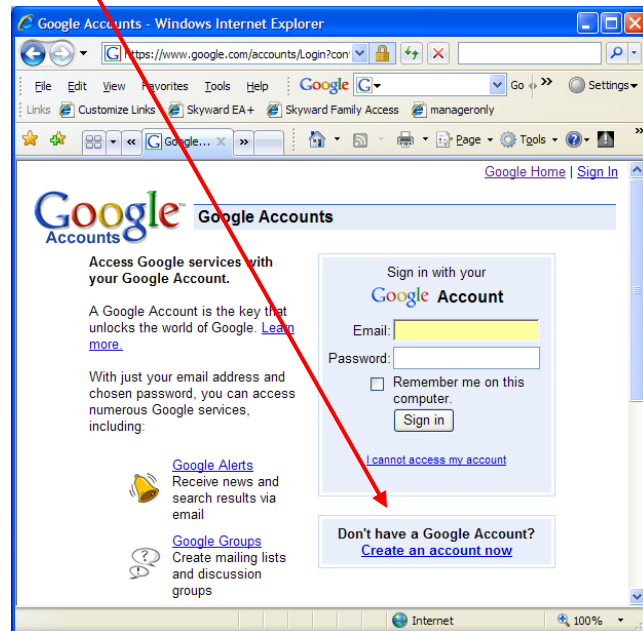 Google Accounts - Windows Internet Explorer
https://www.google.com/accounts/Login?con
File Edit View Favorites Tools Help Google G Go » Settings
Links Customize Links Skyward EA+ Skyward Family Access manageronly
« Google... X » Page Tools »
Google Home | Sign In
Google™ Accounts
Google Accounts
Access Google services with
your Google Account.
A Google Account is the key that
unlocks the world of Google. Learn
more.
With just your email address and
chosen password, you can access
numerous Google services,
including:
Google Alerts
Receive news and
search results via
email
Google Groups
Create mailing lists
and discussion
groups
Sign in with your
Google Account
Email:
Password:
Remember me on this
computer.
Sign in
I cannot access my account
Don't have a Google Account?
Create an account now
Internet 100%